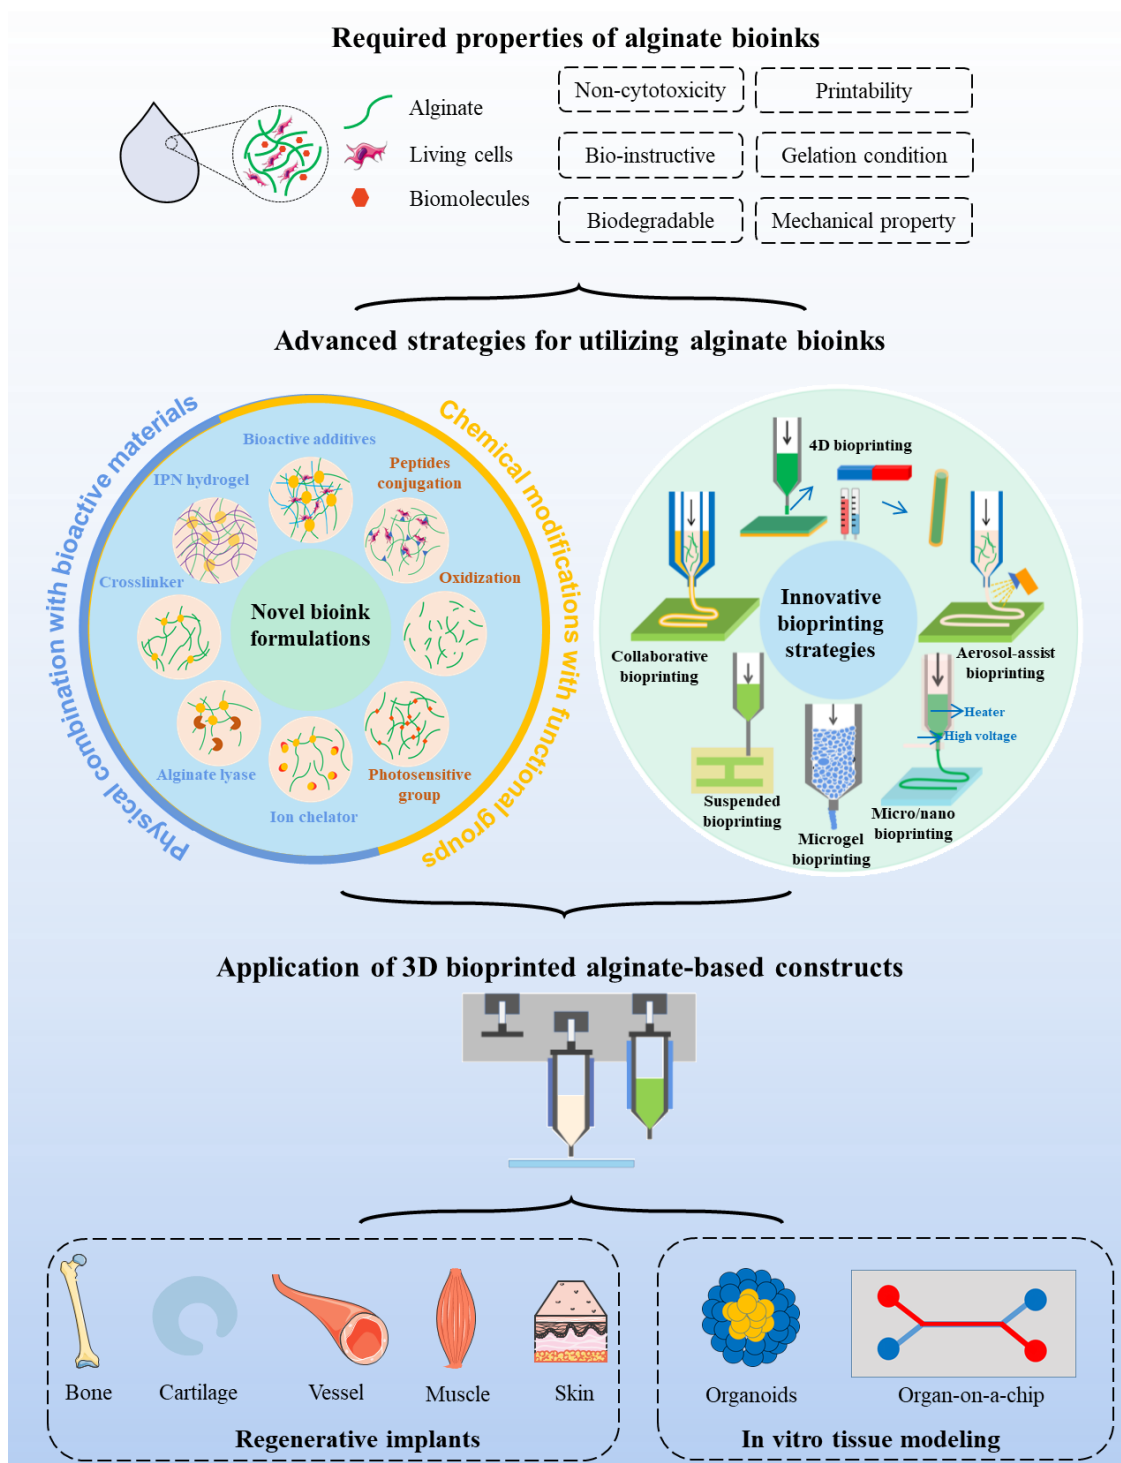 Required properties of alginate bioinks
Alginate
Living cells
Biomolecules
Non-cytotoxicity
Printability
Bio-instructive
Gelation condition
Biodegradable
Mechanical property
Advanced strategies for utilizing alginate bioinks
Physical combination with bioactive materials
Chemical modifications with functional groups
Bioactive additives
Peptides
conjugation
IPN hydrogel
Oxidization
Crosslinker
Novel bioink
formulations
Alginate lyase
Photosensitive
group
Ion chelator
4D bioprinting
Innovative
bioprinting
strategies
Collaborative
bioprinting
Aerosol-assist
bioprinting
Heater
High voltage
Suspended
bioprinting
Microgel
bioprinting
Micro/nano
bioprinting
Application of 3D bioprinted alginate-based constructs
Bone
Cartilage
Vessel
Muscle
Skin
Regenerative implants
Organoids
Organ-on-a-chip
In vitro tissue modeling